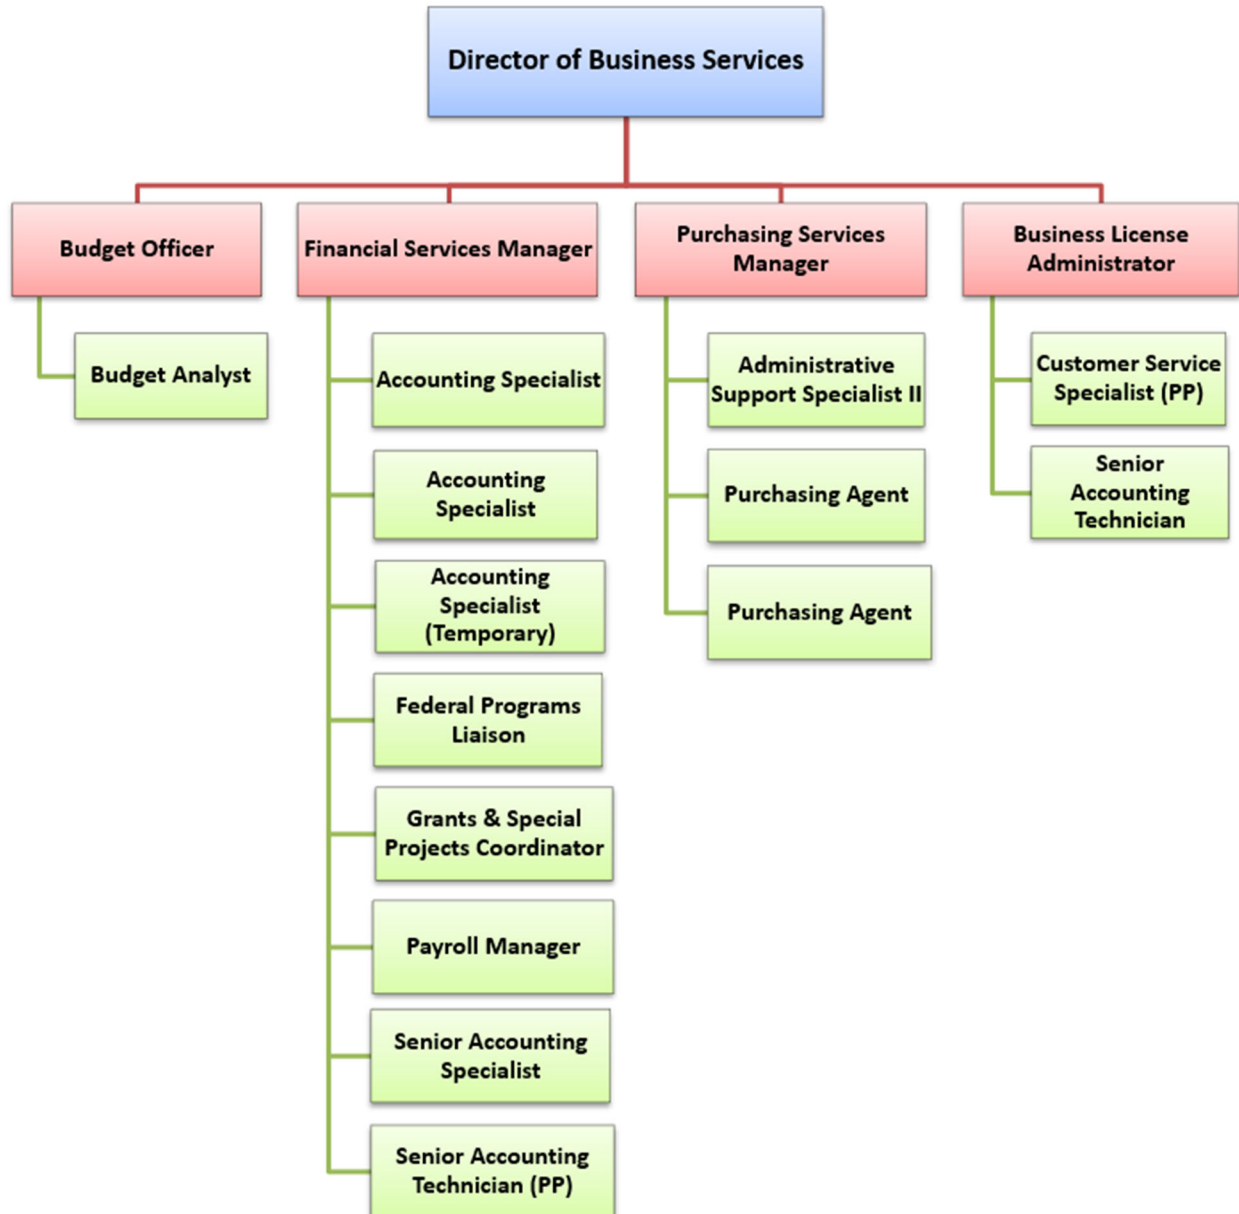 Director of Business Services
Budget Officer
Budget Analyst
Financial Services Manager
Accounting Specialist
Accounting
Specialist
Accounting
Specialist
(Temporary)
Federal Programs
Liaison
Grants & Special
Projects Coordinator
Payroll Manager
Senior Accounting
Specialist
Senior Accounting
Technician (PP)
Purchasing Services
Manager
Administrative
Support Specialist II
Purchasing Agent
Purchasing Agent
Business License
Administrator
Customer Service
Specialist (PP)
Senior
Accounting
Technician